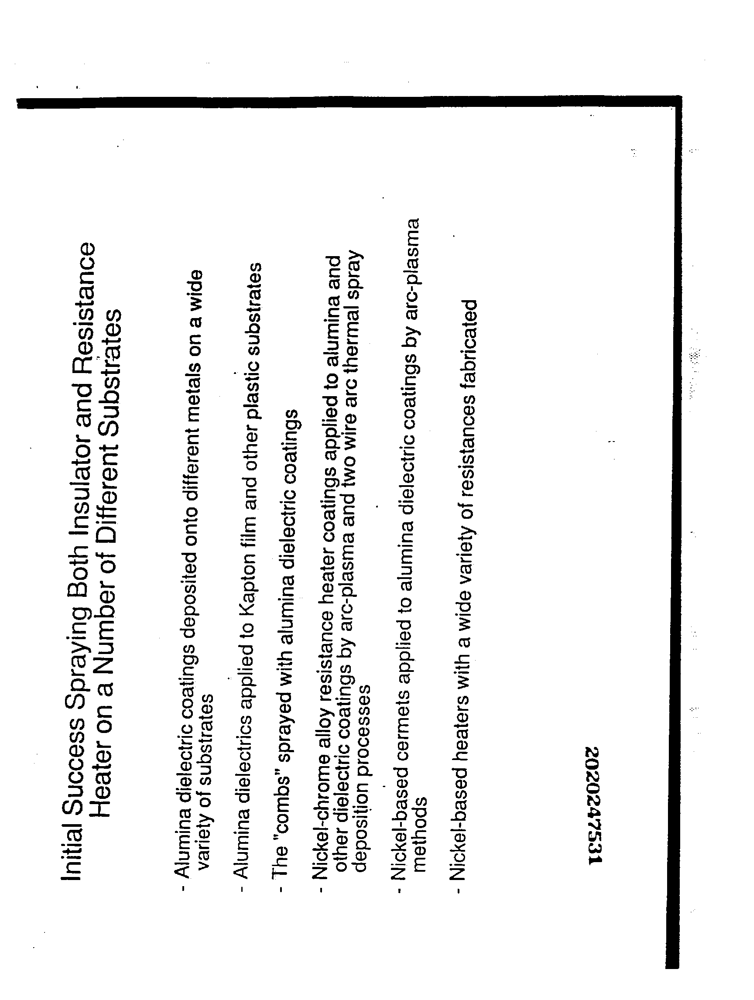 Initial Success Spraying Both Insulator and Resistance
Heater on a Number of Different Substrates
- Alumina dielectric coatings deposited onto different metals on a wide
variety of substrates
- Alumina dielectrics applied to Kapton film and other plastic substrates
- The "combs" sprayed with alumina dielectric coatings
- Nickel-chrome alloy resistance heater coatings applied to alumina and
other dielectric coatings by arc-plasma and two wire arc thermal spray
deposition processes
- Nickel-based cermets applied to alumina dielectric coatings by arc-plasma
methods
- Nickel-based heaters with a wide variety of resistances fabricated
2020247531